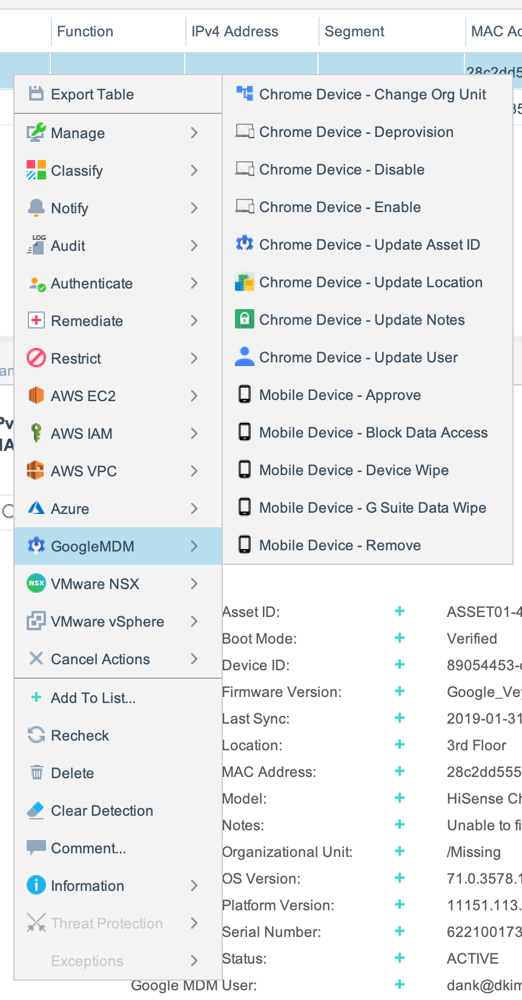 Function
IPv4 Address
Segment
MAC
28c2dd5
Export Table
Manage
Classify
Notify
LOG
Audit
Authenticate
Remediate
Restrict
AWS EC2
AWS IAM
AWS VPC
Azure
GoogleMDM
NSX
VMware NSX
VMware vSphere
Cancel Actions
Add To List...
Recheck
Delete
Clear Detection
Comment...
Information
Threat Protection
Exceptions
Chrome Device - Change Org Unit
Chrome Device - Deprovision
Chrome Device - Disable
Chrome Device - Enable
Chrome Device - Update Asset ID
Chrome Device - Update Location
Chrome Device - Update Notes
Chrome Device - Update User
Mobile Device - Approve
Mobile Device - Block Data Access
Mobile Device - Device Wipe
Mobile Device - G Suite Data Wipe
Mobile Device - Remove
Asset ID: ASSET01-4
Boot Mode: Verified
Device ID: 89054453-
Firmware Version: Google_Ve
Last Sync: 2019-01-31
Location: 3rd Floor
MAC Address: 28c2dd555
Model: HiSense Ch
Notes: Unable to fi
Organizational Unit: /Missing
OS Version: 71.0.3578.1
Platform Version: 11151.113.
Serial Number: 622100173
Status: ACTIVE
Google MDM User: dank@dkim